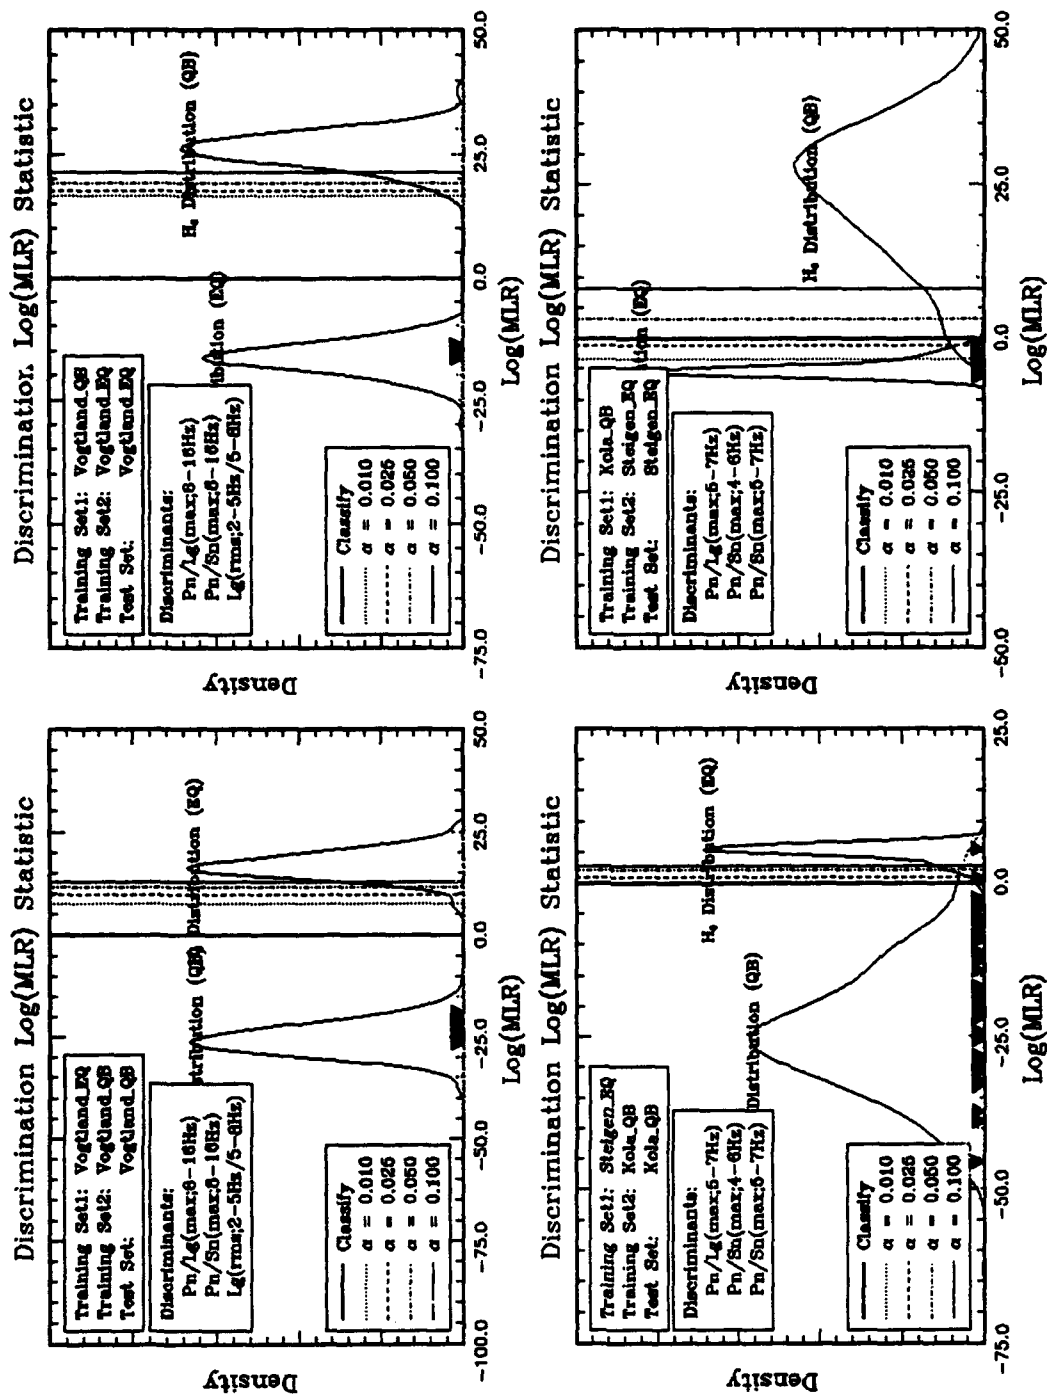 Discrimination Log(MLR) Statistic
Training Set1: Vogtland_EQ
Training Set2: Vogtland_QB
Test Set: Vogtland_QB
Discriminants:
Pn/Lg(max;8-16Hz)
Pn/Sn(max;8-16Hz)
Lg(rms;2-5Hz/5-8Hz)
stribution (QB)
Distribution (EQ)
Classify
α = 0.010
α = 0.025
α = 0.050
α = 0.100
Density
-100.0 -75.0 -50.0 -25.0 0.0 25.0 50.0
Log(MLR)
Discrimination Log(MLR) Statistic
Training Set1: Vogtland_QB
Training Set2: Vogtland_EQ
Test Set: Vogtland_EQ
Discriminants:
Pn/Lg(max;8-16Hz)
Pn/Sn(max;8-16Hz)
Lg(rms;2-5Hz/5-8Hz)
ibution (EQ)
H₀ Distribution (QB)
Classify
α = 0.010
α = 0.025
α = 0.050
α = 0.100
Density
-75.0 -50.0 -25.0 0.0 25.0 50.0
Log(MLR)
Discrimination Log(MLR) Statistic
Training Set1: Steigen_EQ
Training Set2: Kola_QB
Test Set: Kola_QB
Discriminants:
Pn/Lg(max;5-7Hz)
Pn/Sn(max;4-6Hz)
Pn/Sn(max;5-7Hz)
Distribution (QB)
H₀ Distribution (EQ)
Classify
α = 0.010
α = 0.025
α = 0.050
α = 0.100
Density
-75.0 -50.0 -25.0 0.0 25.0
Log(MLR)
Discrimination Log(MLR) Statistic
Training Set1: Kola_QB
Training Set2: Steigen_EQ
Test Set: Steigen_EQ
Discriminants:
Pn/Lg(max;5-7Hz)
Pn/Sn(max;4-6Hz)
Pn/Sn(max;5-7Hz)
tion (EQ)
H₀ Distribution (QB)
Classify
α = 0.010
α = 0.025
α = 0.050
α = 0.100
Density
-50.0 -25.0 0.0 25.0 50.0
Log(MLR)